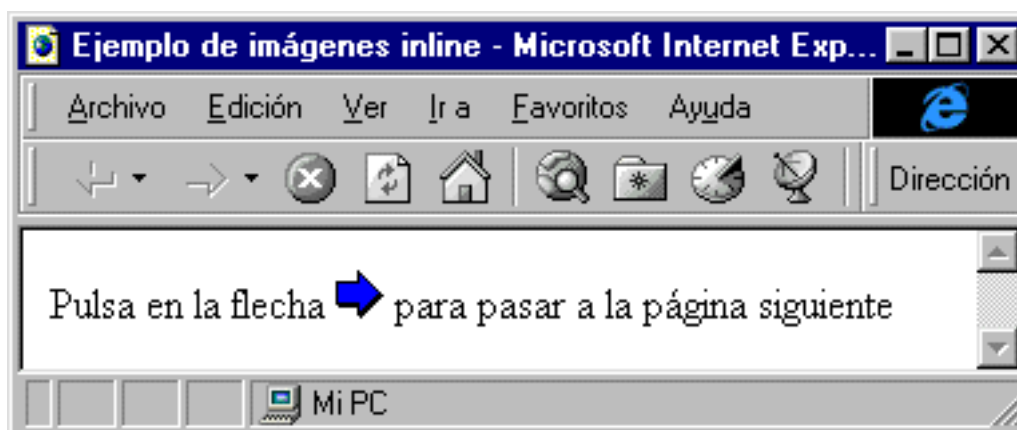 Ejemplo de imágenes inline - Microsoft Internet Exp...
Archivo Edición Ver Ir a Favoritos Ayuda
Dirección
Pulsa en la flecha para pasar a la página siguiente
Mi PC